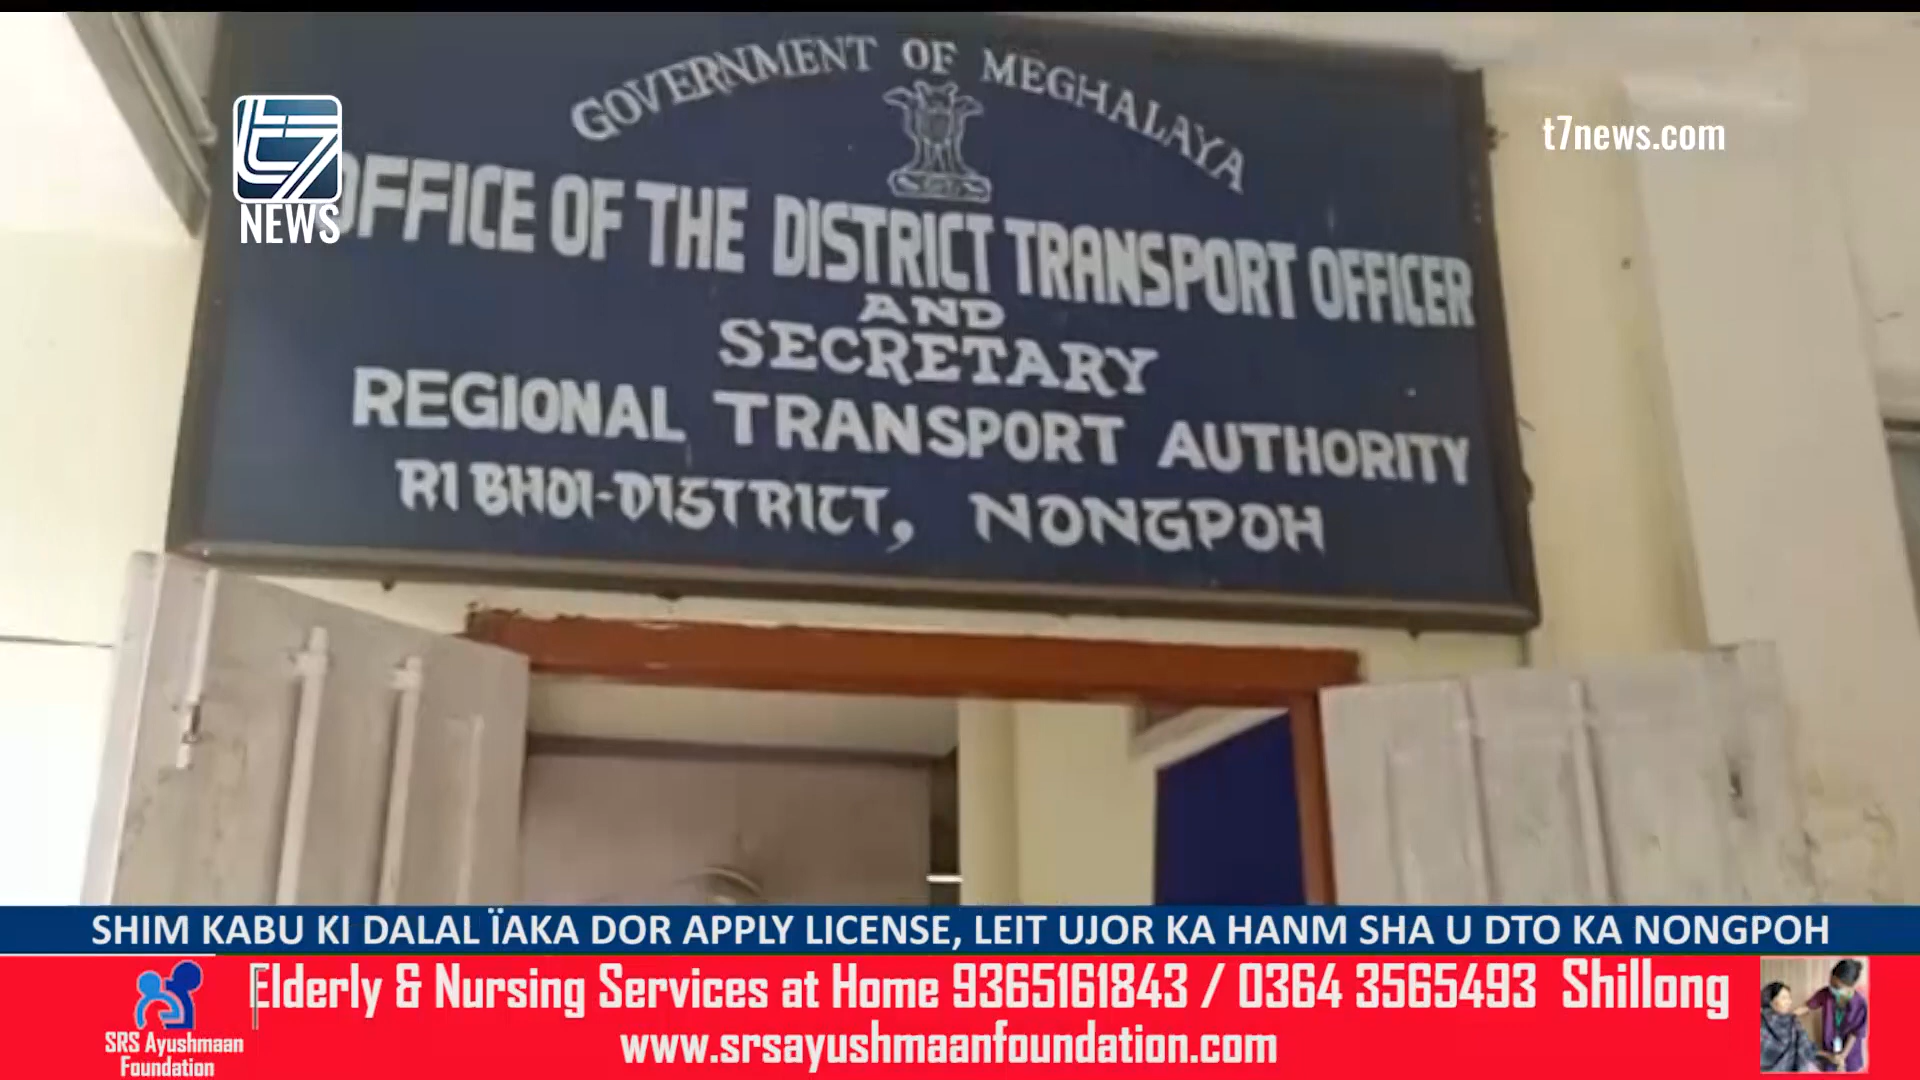 GOVERNMENT OF MEGHALAYA
OFFICE OF THE DISTRICT TRANSPORT OFFICER
AND
SECRETARY
REGIONAL TRANSPORT AUTHORITY
RI BHOI-DISTRICT, NONGPOH
t7
NEWS
t7news.com
SHIM KABU KI DALAL ÏAKA DOR APPLY LICENSE, LEIT UJOR KA HANM SHA U DTO KA NONGPOH
SRS Ayushmaan
Foundation
Elderly & Nursing Services at Home 9365161843 / 0364 3565493 Shillong
www.srsayushmaanfoundation.com